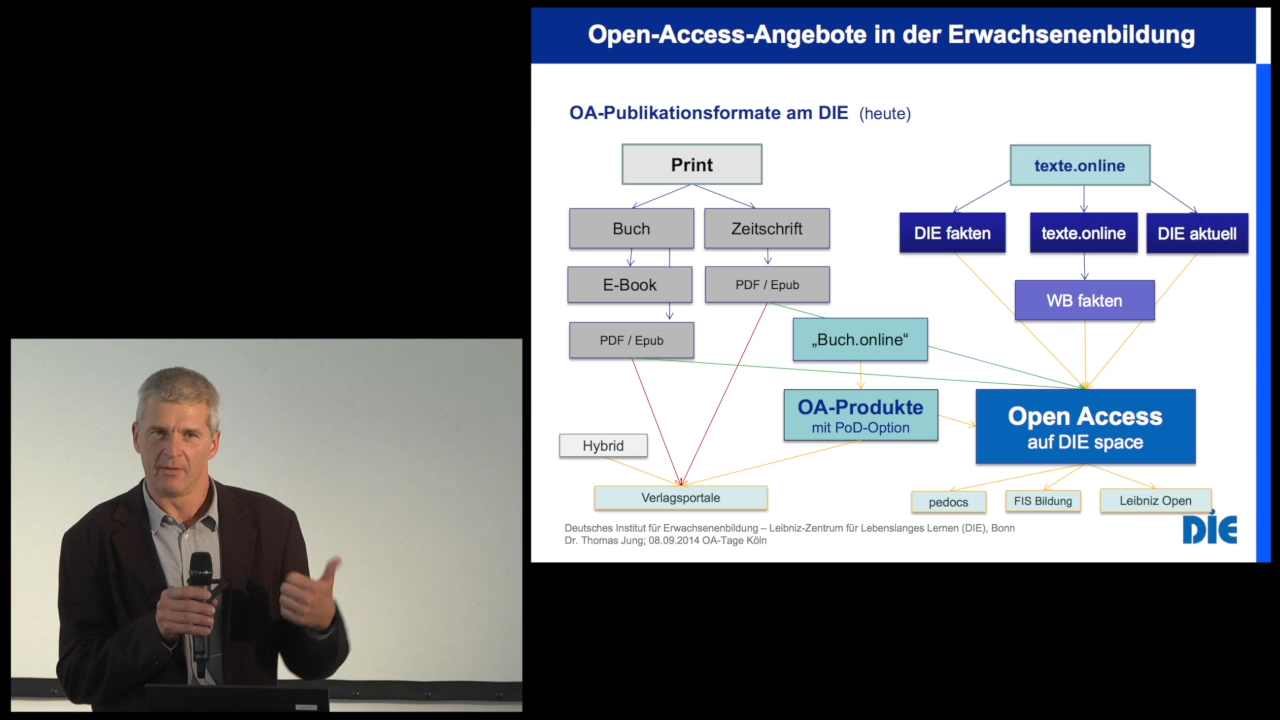 Open-Access-Angebote in der Erwachsenenbildung
OA-Publikationsformate am DIE (heute)
Print
texte.online
Buch
Zeitschrift
DIE fakten
texte.online
DIE aktuell
E-Book
PDF / Epub
WB fakten
PDF / Epub
„Buch.online“
OA-Produkte
mit PoD-Option
Open Access
auf DIE space
Hybrid
Verlagsportale
pedocs
FIS Bildung
Leibniz Open
Deutsches Institut für Erwachsenenbildung – Leibniz-Zentrum für Lebenslanges Lernen (DIE), Bonn
Dr. Thomas Jung; 08.09.2014 OA-Tage Köln
DIE